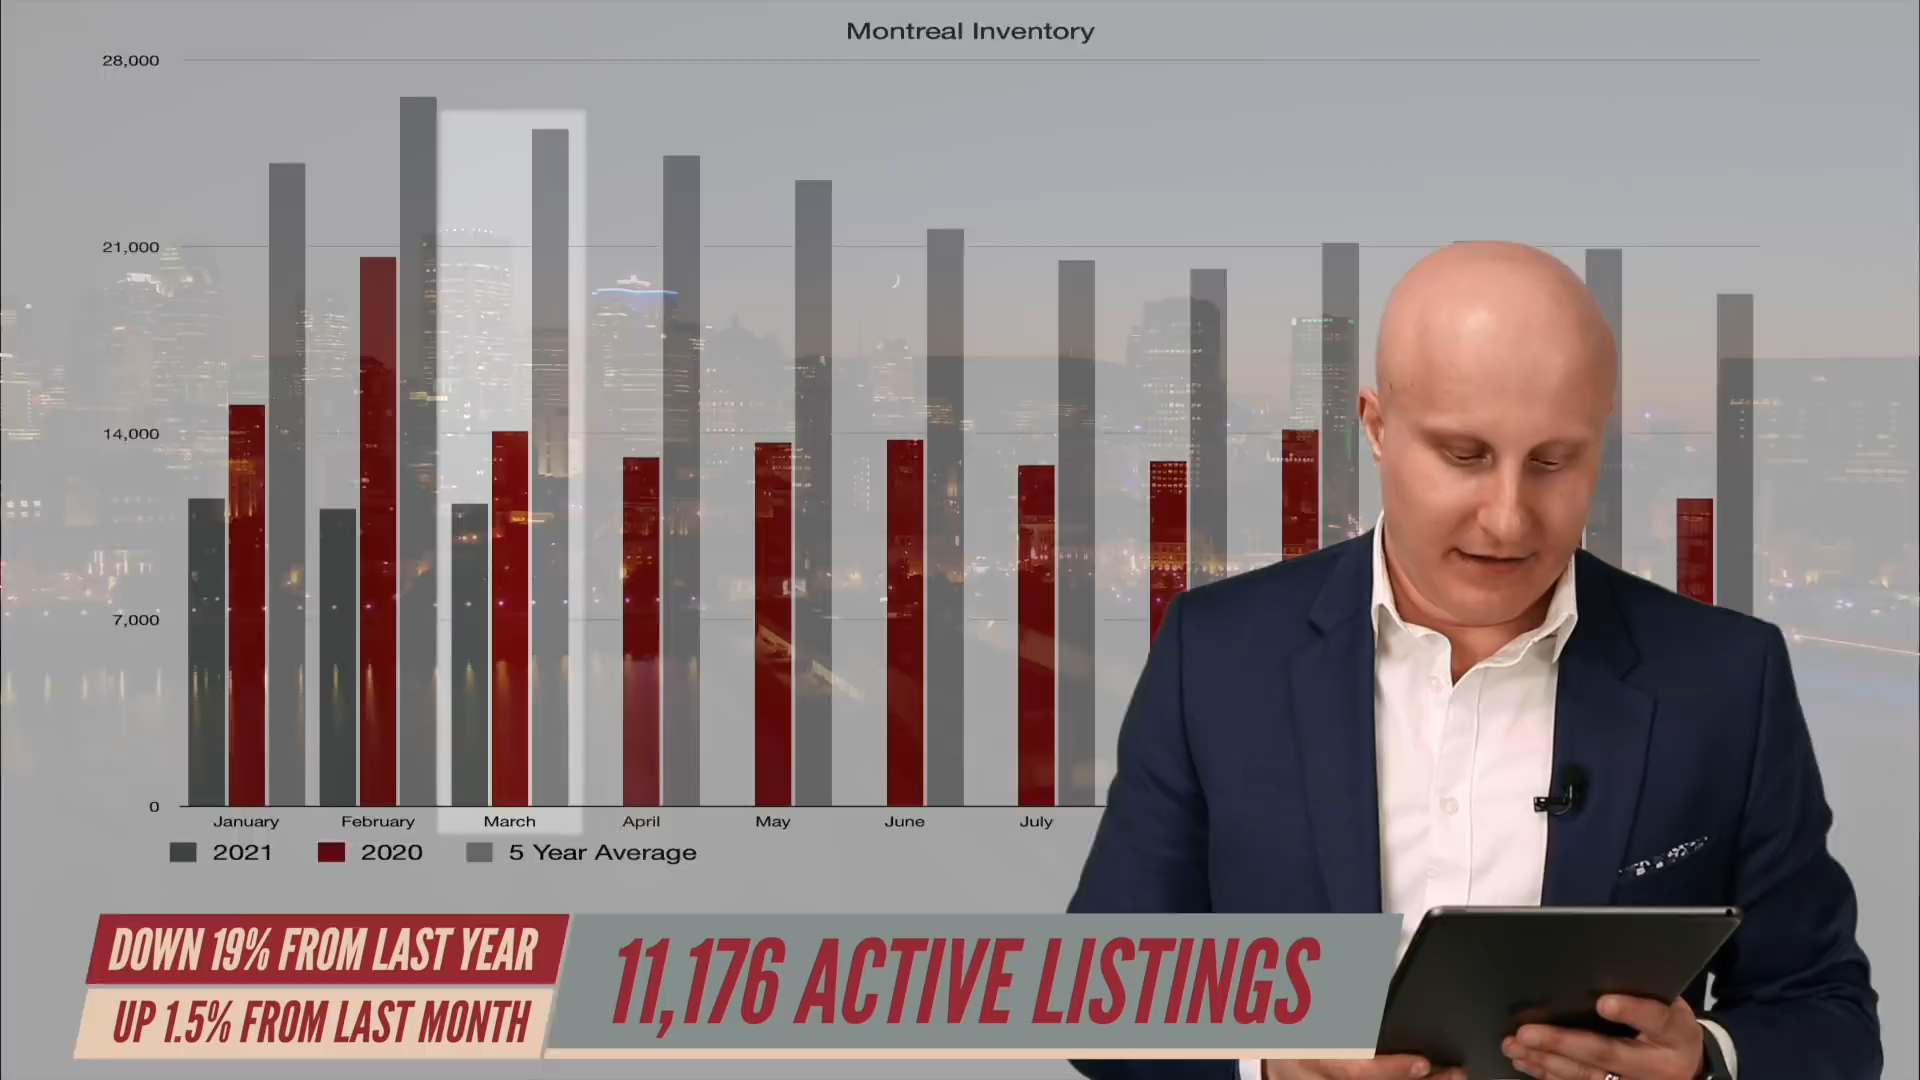 Montreal Inventory
28,000
21,000
14,000
7,000
0
January February March April May June July
2021 2020 5 Year Average
DOWN 19% FROM LAST YEAR
UP 1.5% FROM LAST MONTH
11,176 ACTIVE LISTINGS